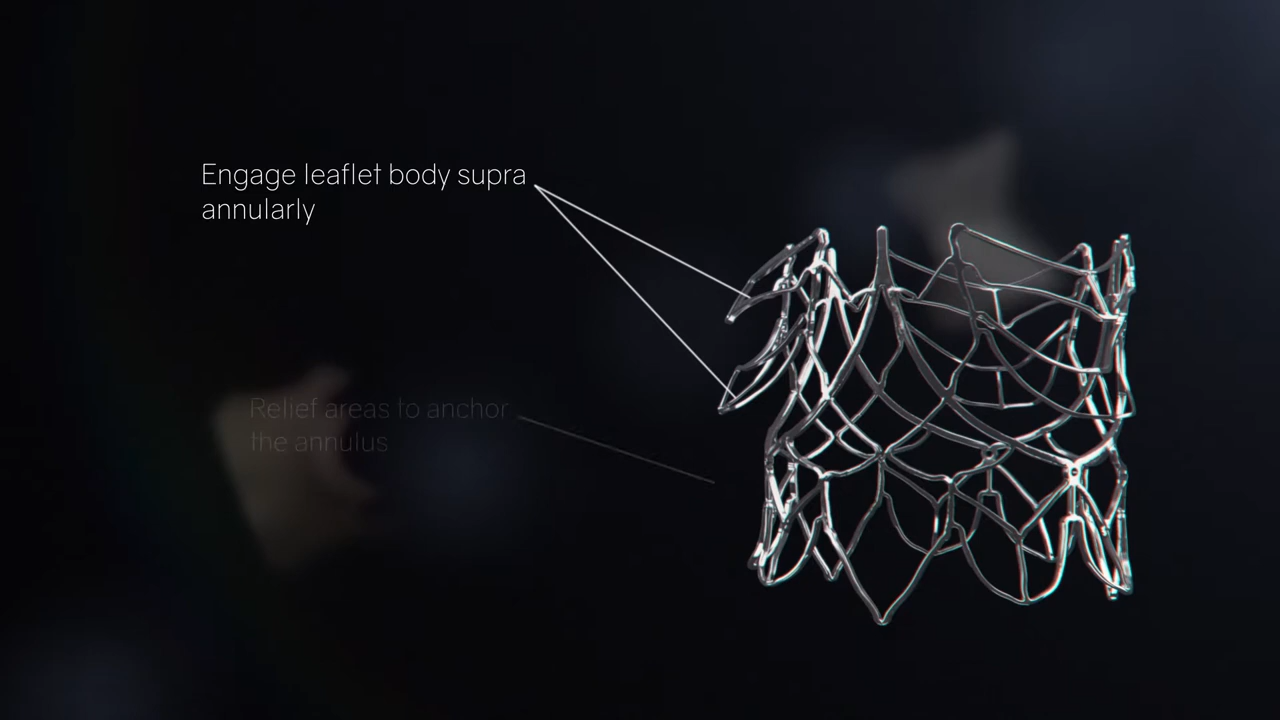 Engage leaflet body supra
annularly
Relief areas to anchor
the annulus